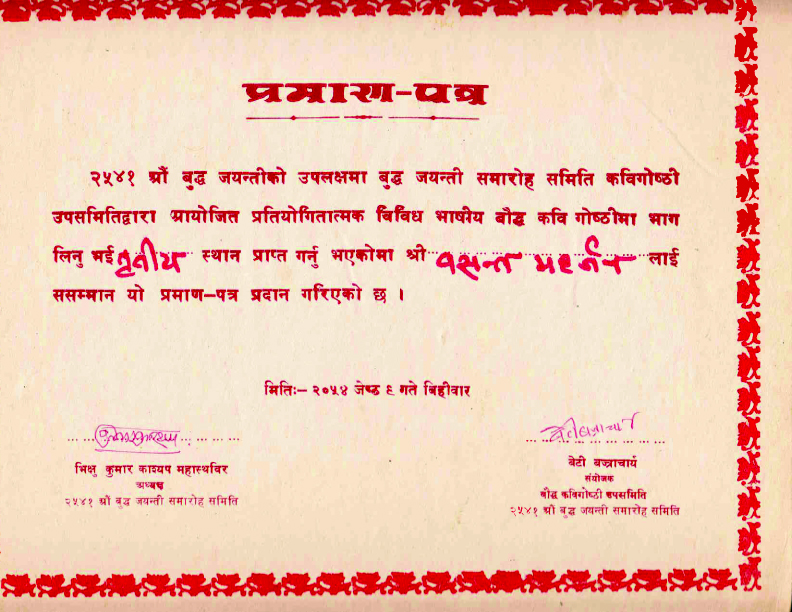 प्रमाण-पत्र
२५४१ औं बुद्ध जयन्तीको उपलक्षमा बुद्ध जयन्ती समारोह समिति कविगोष्ठी
उपसमितिद्वारा आयोजित प्रतियोगितात्मक विविध भाषीय बौद्ध कवि गोष्ठीमा भाग
लिनु भई तृतीय स्थान प्राप्त गर्नु भएकोमा श्री वसन्त महर्जन लाई
ससम्मान यो प्रमाण-पत्र प्रदान गरिएको छ ।
मितिः- २०५४ जेष्ठ ९ गते बिहीवार
भिक्षु कुमार काश्यप महास्थविर
अध्यक्ष
२५४१ औं बुद्ध जयन्ती समारोह समिति
बेटी बज्राचार्य
संयोजक
बौद्ध कविगोष्ठी उपसमिति
२५४१ औं बुद्ध जयन्ती समारोह समिति